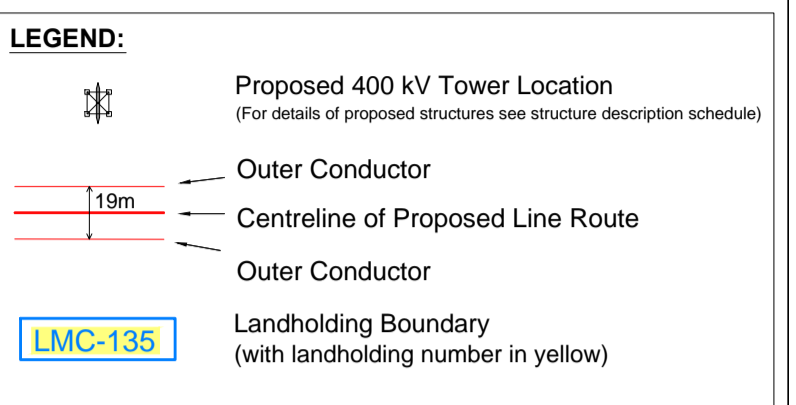 LEGEND:
Proposed 400 kV Tower Location
(For details of proposed structures see structure description schedule)
Outer Conductor
19m
Centreline of Proposed Line Route
Outer Conductor
LMC-135
Landholding Boundary
(with landholding number in yellow)